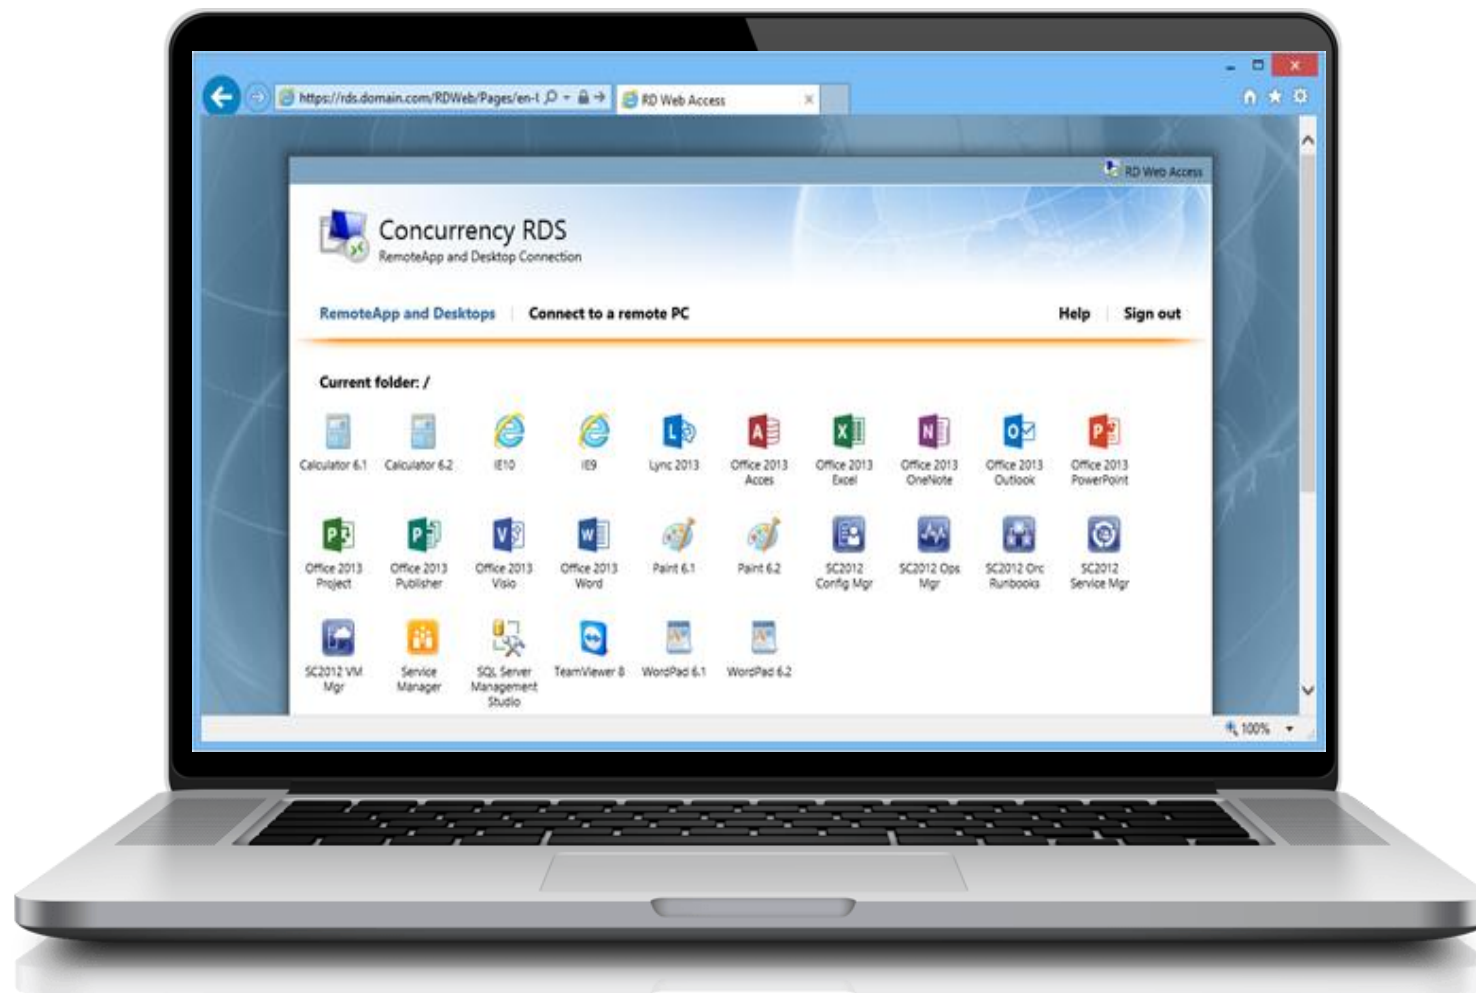 https://rds.domain.com/RDWeb/Pages/en-U
RD Web Access
RD Web Access
Concurrency RDS
RemoteApp and Desktop Connection
RemoteApp and Desktops
Connect to a remote PC
Help
Sign out
Current folder: /
Calculator 6.1
Calculator 6.2
IE10
IE9
Lync 2013
Office 2013
Acces
Office 2013
Excel
Office 2013
OneNote
Office 2013
Outlook
Office 2013
PowerPoint
Office 2013
Project
Office 2013
Publisher
Office 2013
Visio
Office 2013
Word
Paint 6.1
Paint 6.2
SC2012
Config Mgr
SC2012 Ops
Mgr
SC2012 Orc
Runbooks
SC2012
Service Mgr
SC2012 VM
Mgr
Service
Manager
SQL Server
Management
Studio
TeamViewer 8
WordPad 6.1
WordPad 6.2
100%